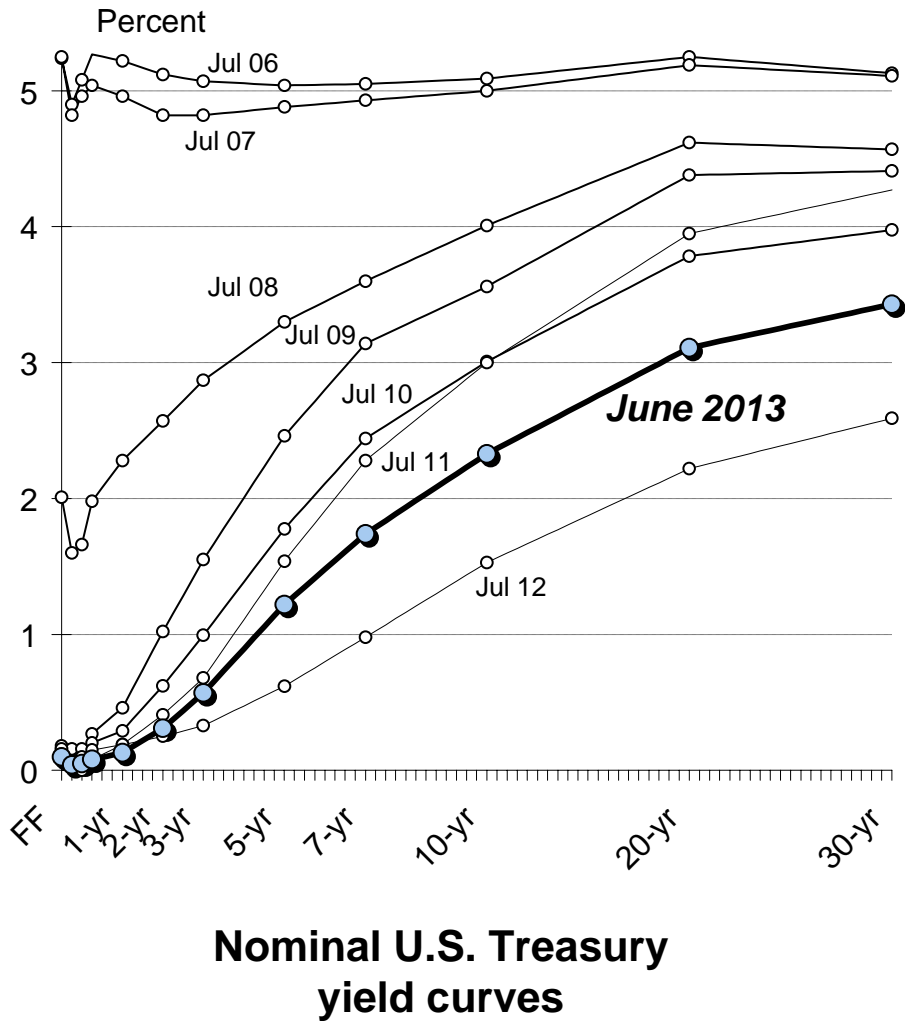 Percent
Jul 06
5
Jul 07
4
Jul 08
Jul 09
3
Jul 10
June 2013
Jul 11
2
Jul 12
1
0
FF
1-yr
2-yr
3-yr
5-yr
7-yr
10-yr
20-yr
30-yr
Nominal U.S. Treasury
yield curves